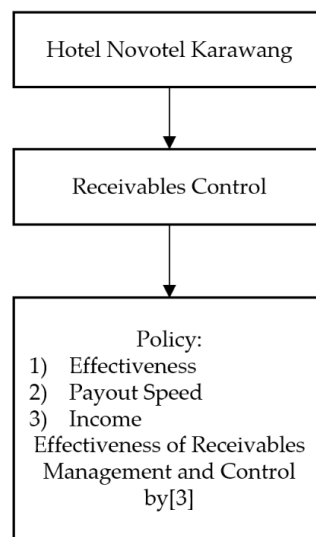 Hotel Novotel Karawang
Receivables Control
Policy:
1) Effectiveness
2) Payout Speed
3) Income
Effectiveness of Receivables
Management and Control
by[3]